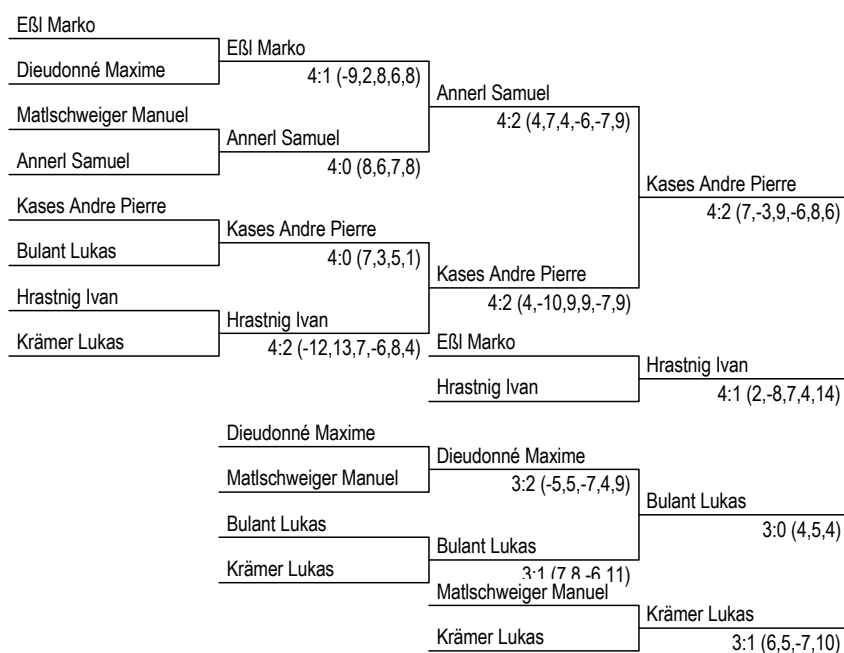 Eßl Marko
Eßl Marko
Dieudonné Maxime
4:1 (-9,2,8,6,8)
Annerl Samuel
Matlschweiger Manuel
4:2 (4,7,4,-6,-7,9)
Annerl Samuel
Annerl Samuel
4:0 (8,6,7,8)
Kases Andre Pierre
Kases Andre Pierre
4:2 (7,-3,9,-6,8,6)
Kases Andre Pierre
Bulant Lukas
4:0 (7,3,5,1)
Kases Andre Pierre
Hrastnig Ivan
4:2 (4,-10,9,9,-7,9)
Hrastnig Ivan
Krämer Lukas
4:2 (-12,13,7,-6,8,4)
Eßl Marko
Hrastnig Ivan
Hrastnig Ivan
4:1 (2,-8,7,4,14)
Dieudonné Maxime
Dieudonné Maxime
Matlschweiger Manuel
3:2 (-5,5,-7,4,9)
Bulant Lukas
Bulant Lukas
3:0 (4,5,4)
Bulant Lukas
Krämer Lukas
3:1 (7,8,-6,11)
Matlschweiger Manuel
Krämer Lukas
Krämer Lukas
3:1 (6,5,-7,10)